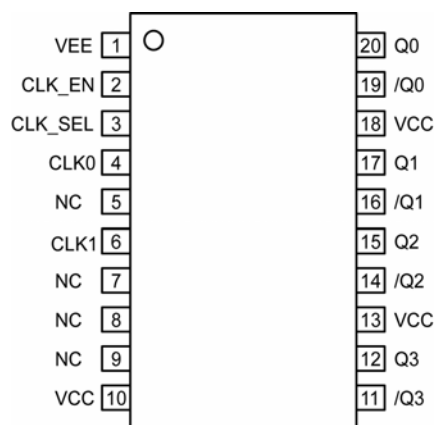 VEE 1 20 Q0
CLK_EN 2 19 /Q0
CLK_SEL 3 18 VCC
CLK0 4 17 Q1
NC 5 16 /Q1
CLK1 6 15 Q2
NC 7 14 /Q2
NC 8 13 VCC
NC 9 12 Q3
VCC 10 11 /Q3